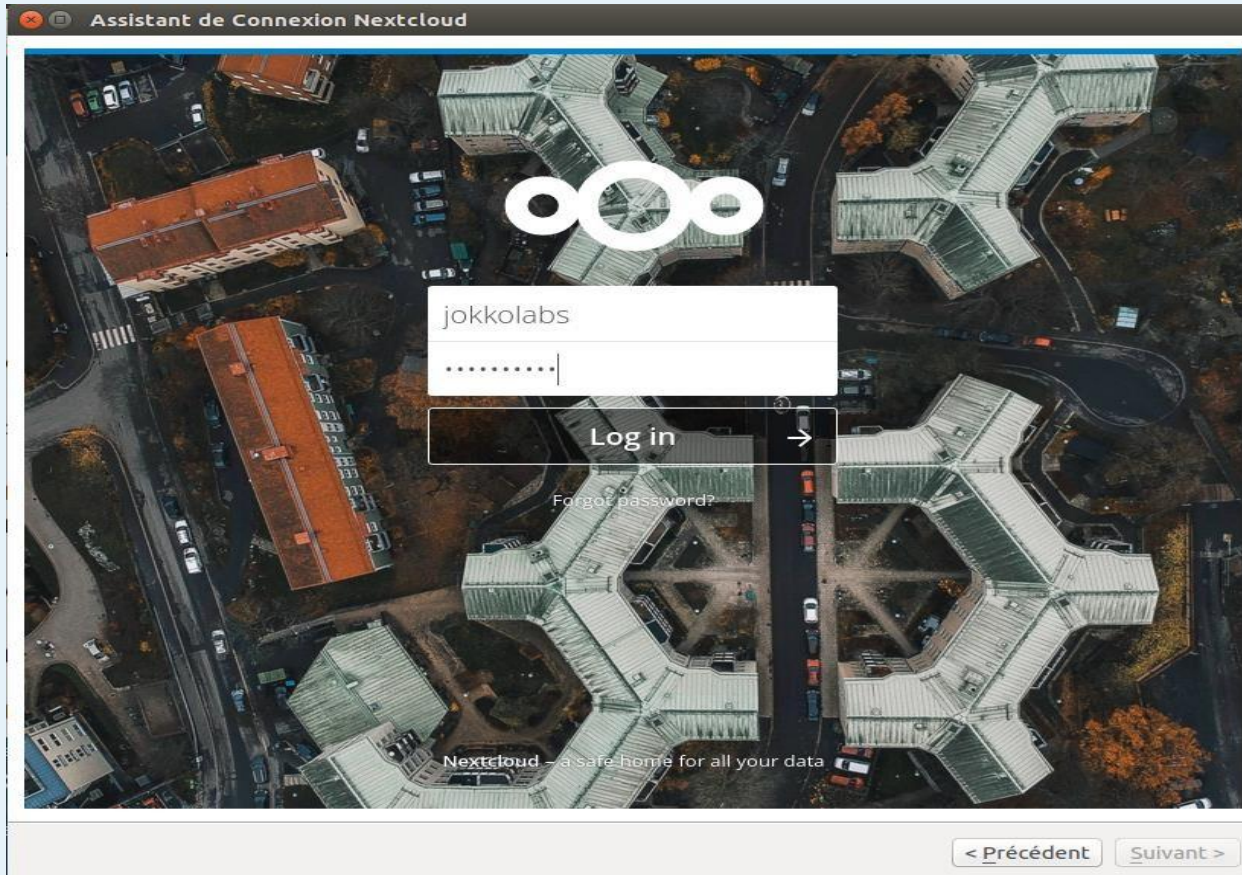 Assistant de Connexion Nextcloud
jokkolabs
••••••••••
Log in →
Forgot password?
Nextcloud – a safe home for all your data
< Précédent
Suivant >